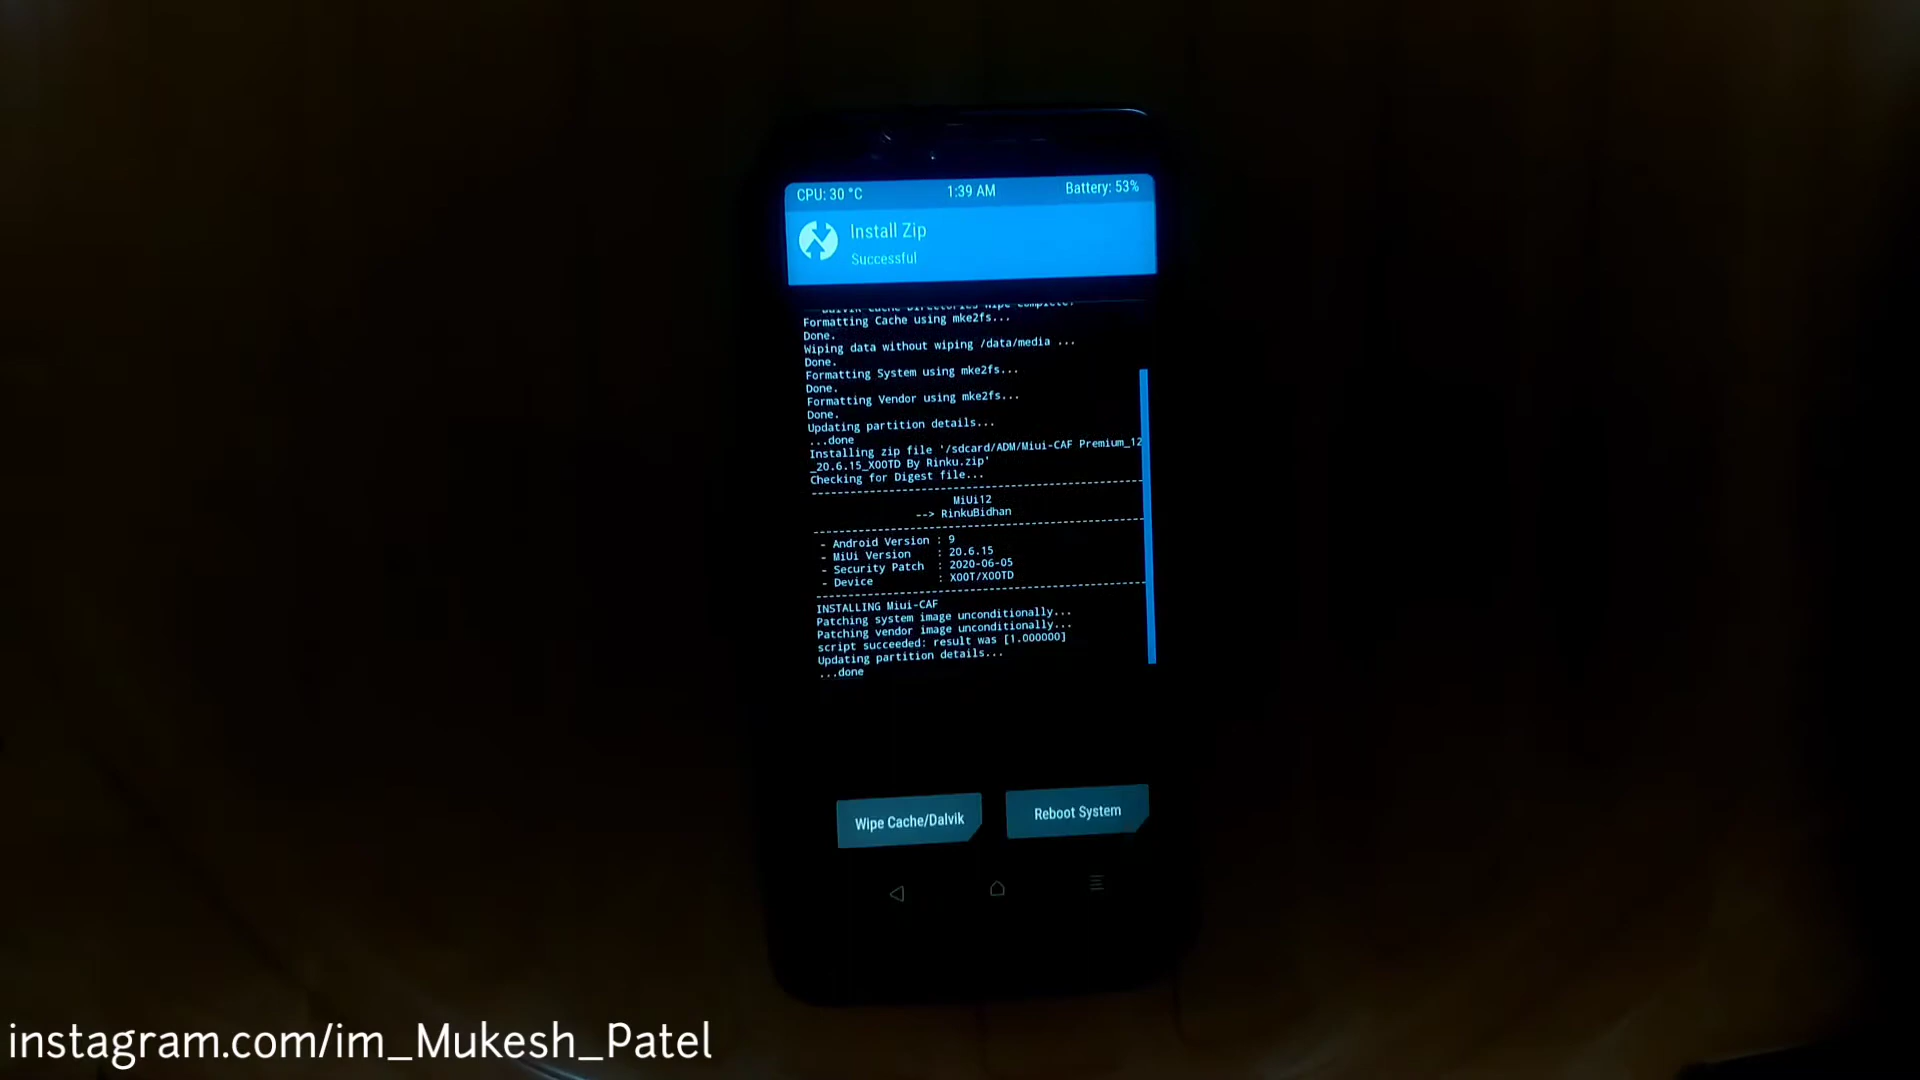 CPU: 30 °C 1:39 AM Battery: 53%
Install Zip
Successful
Dalvik Cache Directories wipe complete!
Formatting Cache using mke2fs...
Done.
Wiping data without wiping /data/media ...
Done.
Formatting System using mke2fs...
Done.
Formatting Vendor using mke2fs...
Done.
Updating partition details...
...done
Installing zip file '/sdcard/ADM/Miui-CAF Premium_12
_20.6.15_X00TD By Rinku.zip'
Checking for Digest file...
MiUi12
--> RinkuBidhan
- Android Version : 9
- MiUi Version : 20.6.15
- Security Patch : 2020-06-05
- Device : X00T/X00TD
INSTALLING Miui-CAF
Patching system image unconditionally...
Patching vendor image unconditionally...
script succeeded: result was [1.000000]
Updating partition details...
...done
Wipe Cache/Dalvik Reboot System
instagram.com/im_Mukesh_Patel